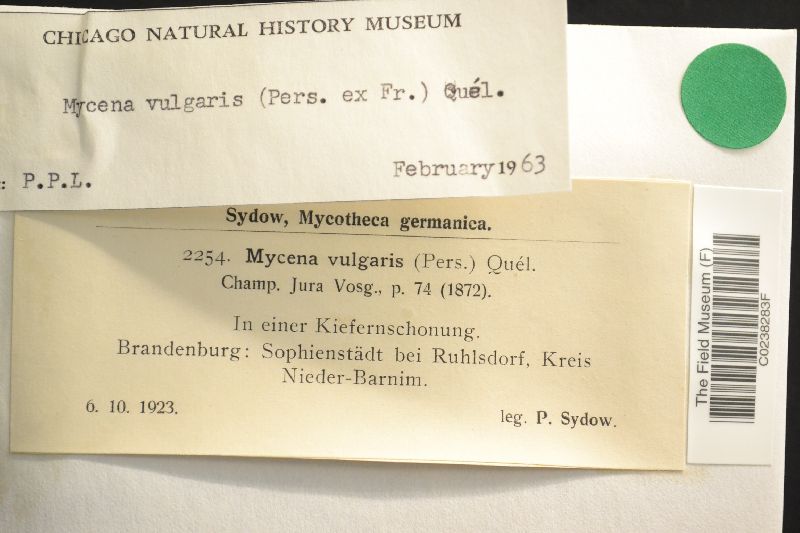 CHICAGO NATURAL HISTORY MUSEUM
Mycena vulgaris (Pers. ex Fr.) Quél.
: P.P.L.
February 1963
Sydow, Mycotheca germanica.
2254. Mycena vulgaris (Pers.) Quél.
Champ. Jura Vosg., p. 74 (1872).
In einer Kiefernschonung.
Brandenburg: Sophienstädt bei Ruhlsdorf, Kreis
Nieder-Barnim.
6. 10. 1923.
leg. P. Sydow.
The Field Museum (F)
C0238283F